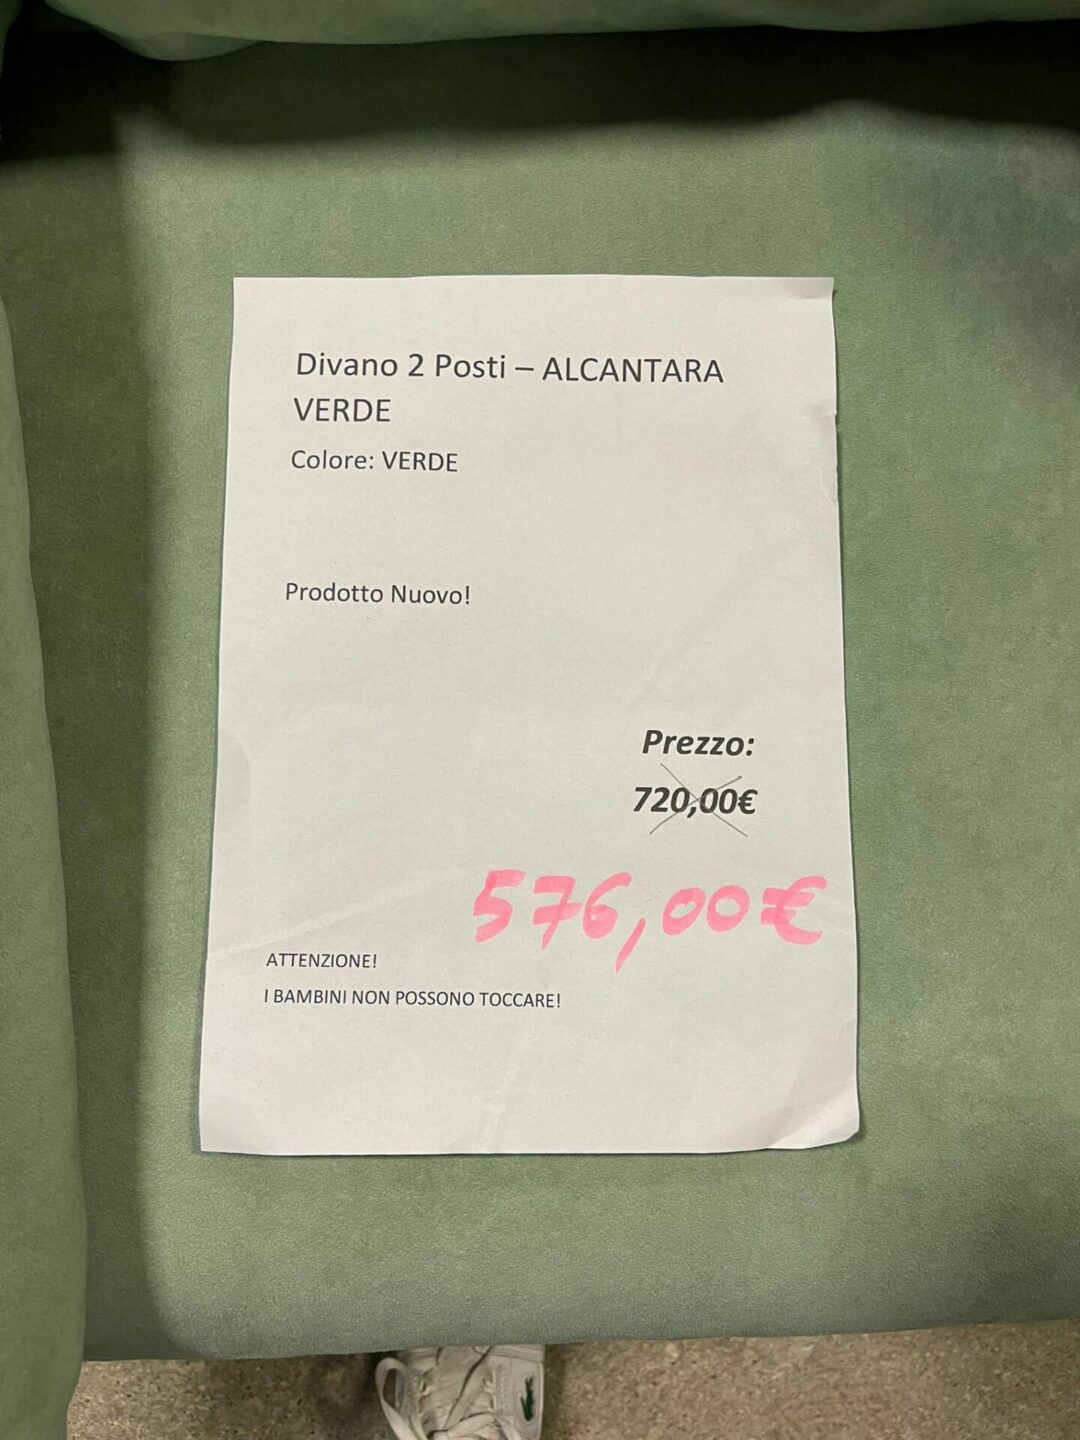 Divano 2 Posti – ALCANTARA
VERDE
Colore: VERDE
Prodotto Nuovo!
Prezzo:
720,00€
576,00€
ATTENZIONE!
I BAMBINI NON POSSONO TOCCARE!